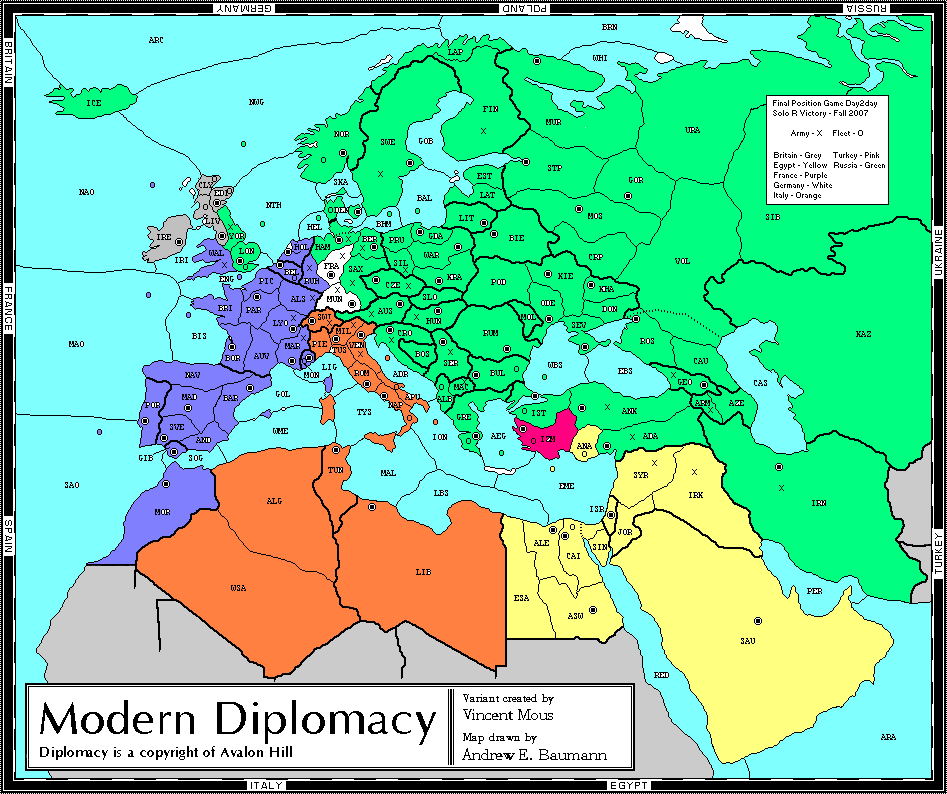 GERMANY
POLAND
RUSSIA
BRITAIN
FRANCE
SPAIN
UKRAINE
TURKEY
ITALY
EGYPT
ARC
BRN
WHI
LAP
ICE
NWG
NOR
SWE
FIN
GOB
MUR
URA
Final Position Game Day2day
Solo R Victory - Fall 2007
Army - X Fleet - O
Britain - Grey Turkey - Pink
Egypt - Yellow Russia - Green
France - Purple
Germany - White
Italy - Orange
NAO
CLY
EDI
SKA
EST
STP
GOR
SIB
LIV
NTH
DEN
BAL
LAT
LIT
MOS
IRE
YOR
HEL
BHM
BIE
IRI
WAL
LON
HOL
HAM
BER
PRU
GDA
WAR
CRP
VOL
ENG
BEL
FRA
SAX
SIL
PIC
RUH
CZE
KRA
POD
KIE
KHA
BRI
PAR
ALS
MUN
AUS
SLO
ODE
DON
KAZ
MAO
BIS
LYO
SWI
MIL
VEN
HUN
MOL
SEV
ROS
BOR
AUV
MAR
PIE
TUS
CRO
RUM
CAU
NAV
MON
LIG
BOS
SER
BUL
WBS
EBS
CAS
POR
MAD
BAR
GOL
ROM
ADR
MAC
GEO
SVE
AND
TYS
NAP
APU
ALB
GRE
IST
ANK
ARM
AZE
GIB
SOG
WME
ION
AEG
IZM
ANA
ADA
SAO
MOR
ALG
TUN
MAL
LBS
EME
SYR
IRK
IRN
ISR
JOR
LIB
ALE
CAI
SIN
WSA
ESA
ASW
PER
SAU
RED
ARA
Modern Diplomacy
Diplomacy is a copyright of Avalon Hill
Variant created by
Vincent Mous
Map drawn by
Andrew E. Baumann